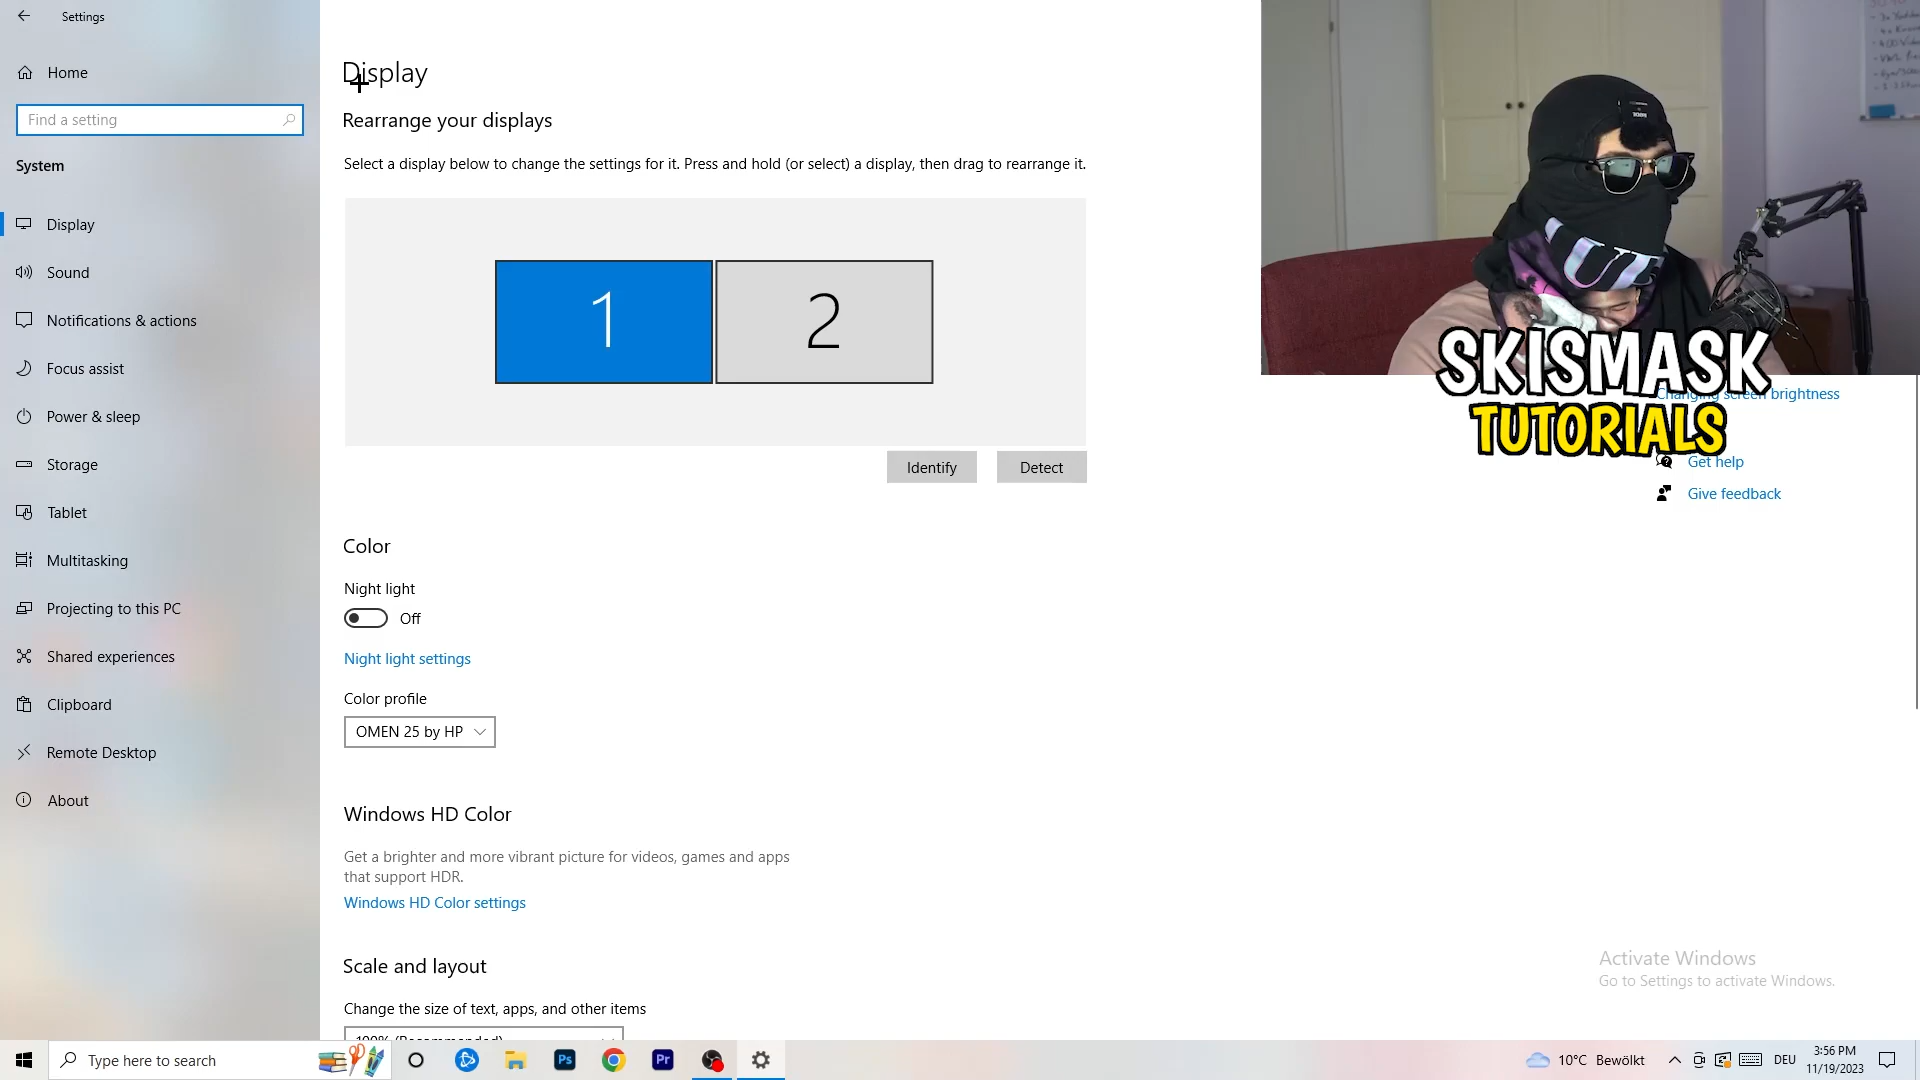 Settings
Home
Find a setting
System
Display
Sound
Notifications & actions
Focus assist
Power & sleep
Storage
Tablet
Multitasking
Projecting to this PC
Shared experiences
Clipboard
Remote Desktop
About
Display
Rearrange your displays
Select a display below to change the settings for it. Press and hold (or select) a display, then drag to rearrange it.
1
2
Identify
Detect
Color
Night light
Off
Night light settings
Color profile
OMEN 25 by HP
Windows HD Color
Get a brighter and more vibrant picture for videos, games and apps
that support HDR.
Windows HD Color settings
Scale and layout
Change the size of text, apps, and other items
100% (Recommended)
SKISMASK
TUTORIALS
Changing screen brightness
Get help
Give feedback
Activate Windows
Go to Settings to activate Windows.
Type here to search
Ps
Pr
10°C Bewölkt
DEU
3:56 PM
11/19/2023